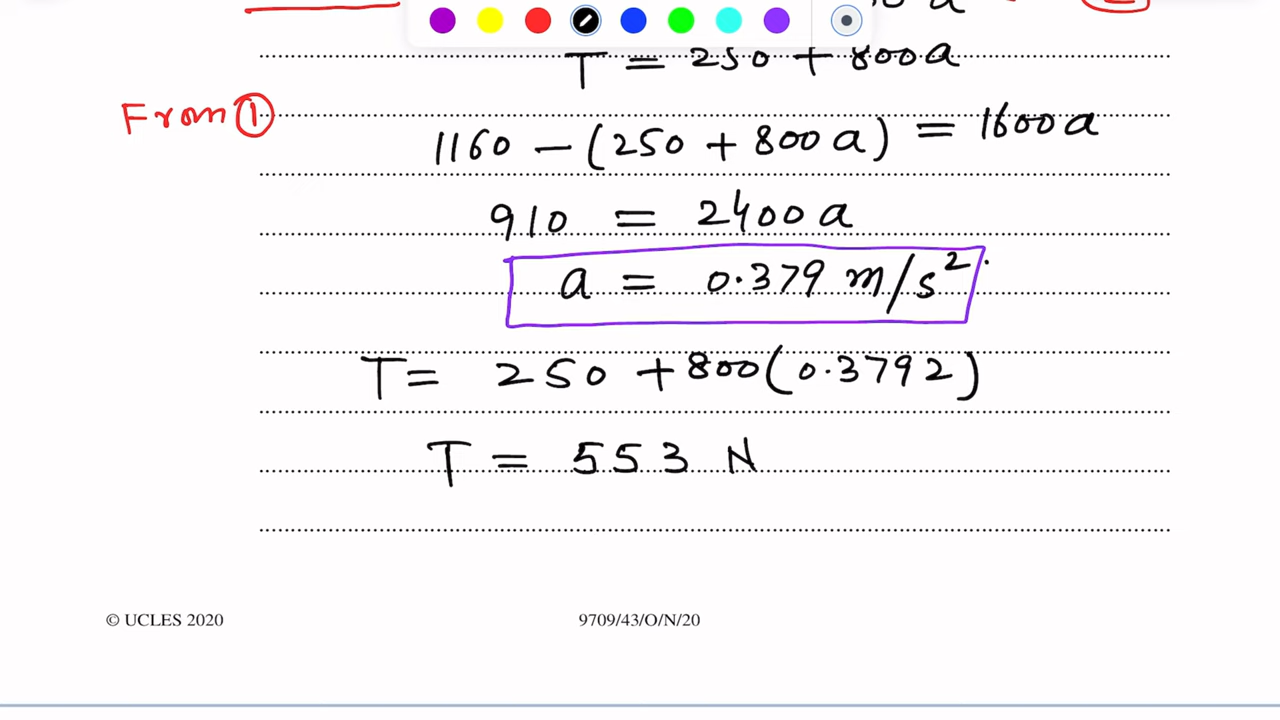 T = 250 + 800a
From ①
1160 − (250 + 800a) = 1600a
910 = 2400a
a = 0.379 m/s².
T = 250 + 800(0.3792)
T = 553 N
© UCLES 2020 9709/43/O/N/20